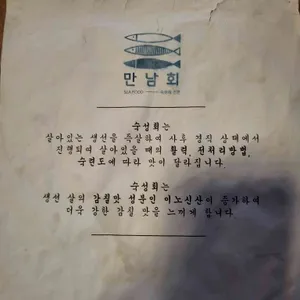 만남회
SEAFOOD
숙성회는
살아있는 생선을 즉살하여 사후 경직 상태에서
진행되며 살아있을 때의 활력, 전처리방법,
숙련도에 따라 맛이 달라집니다.
숙성회는
생선 살의 감칠맛 성분인 이노신산이 증가하여
더욱 강한 감칠 맛을 느끼게 합니다.